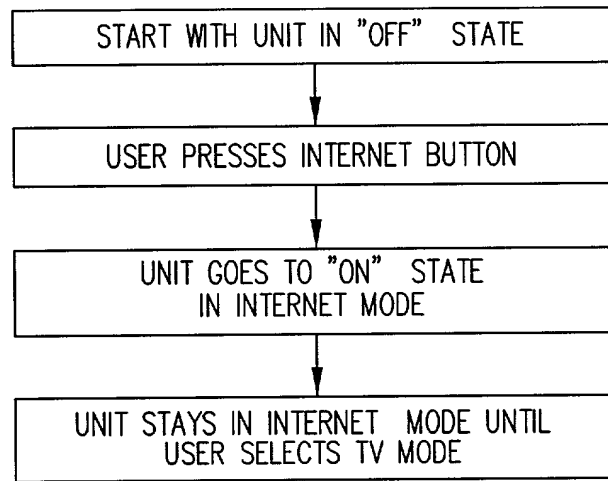 START WITH UNIT IN "OFF" STATE
USER PRESSES INTERNET BUTTON
UNIT GOES TO "ON" STATE
IN INTERNET MODE
UNIT STAYS IN INTERNET MODE UNTIL
USER SELECTS TV MODE